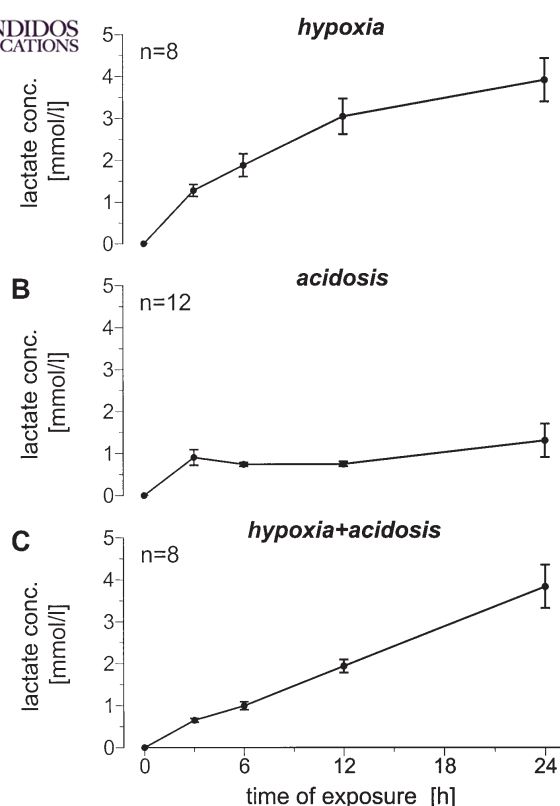 hypoxia
n=8
lactate conc.
[mmol/l]
5
4
3
2
1
0
B
acidosis
n=12
lactate conc.
[mmol/l]
5
4
3
2
1
0
C
hypoxia+acidosis
n=8
lactate conc.
[mmol/l]
5
4
3
2
1
0
0 6 12 18 24
time of exposure [h]